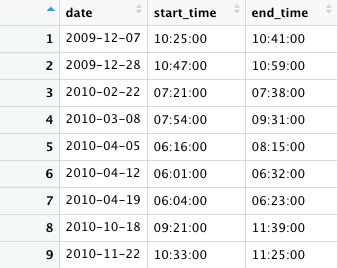 date start_time end_time
1 2009-12-07 10:25:00 10:41:00
2 2009-12-28 10:47:00 10:59:00
3 2010-02-22 07:21:00 07:38:00
4 2010-03-08 07:54:00 09:31:00
5 2010-04-05 06:16:00 08:15:00
6 2010-04-12 06:01:00 06:32:00
7 2010-04-19 06:04:00 06:23:00
8 2010-10-18 09:21:00 11:39:00
9 2010-11-22 10:33:00 11:25:00